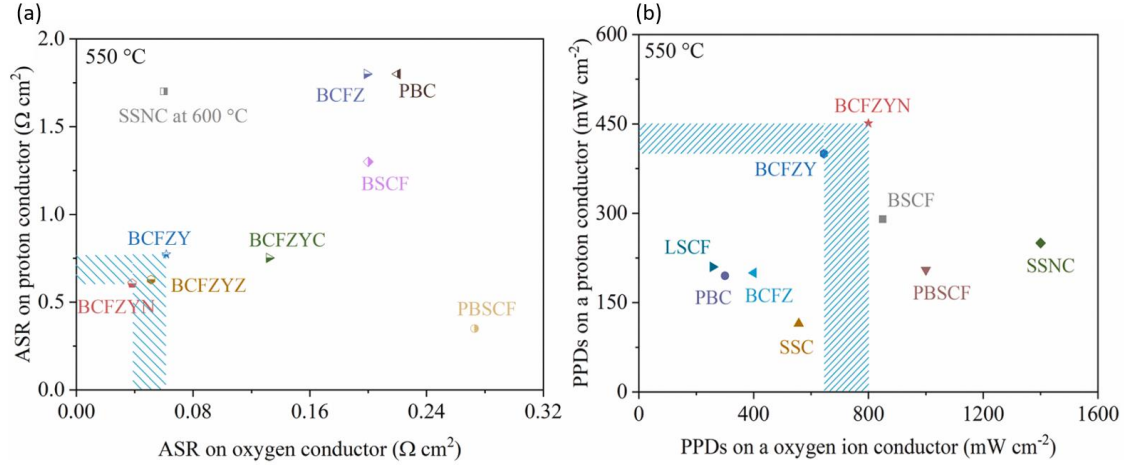 (a)
550 °C
2.0
1.5
1.0
0.5
0.0
ASR on proton conductor (Ω cm²)
SSNC at 600 °C
BCFZ
PBC
BSCF
BCFZY
BCFZYC
BCFZYZ
BCFZYN
PBSCF
0.00 0.08 0.16 0.24 0.32
ASR on oxygen conductor (Ω cm²)
(b)
550 °C
600
450
300
150
0
PPDs on a proton conductor (mW cm⁻²)
BCFZYN
BCFZY
BSCF
LSCF
SSNC
PBC
BCFZ
PBSCF
SSC
0 400 800 1200 1600
PPDs on a oxygen ion conductor (mW cm⁻²)